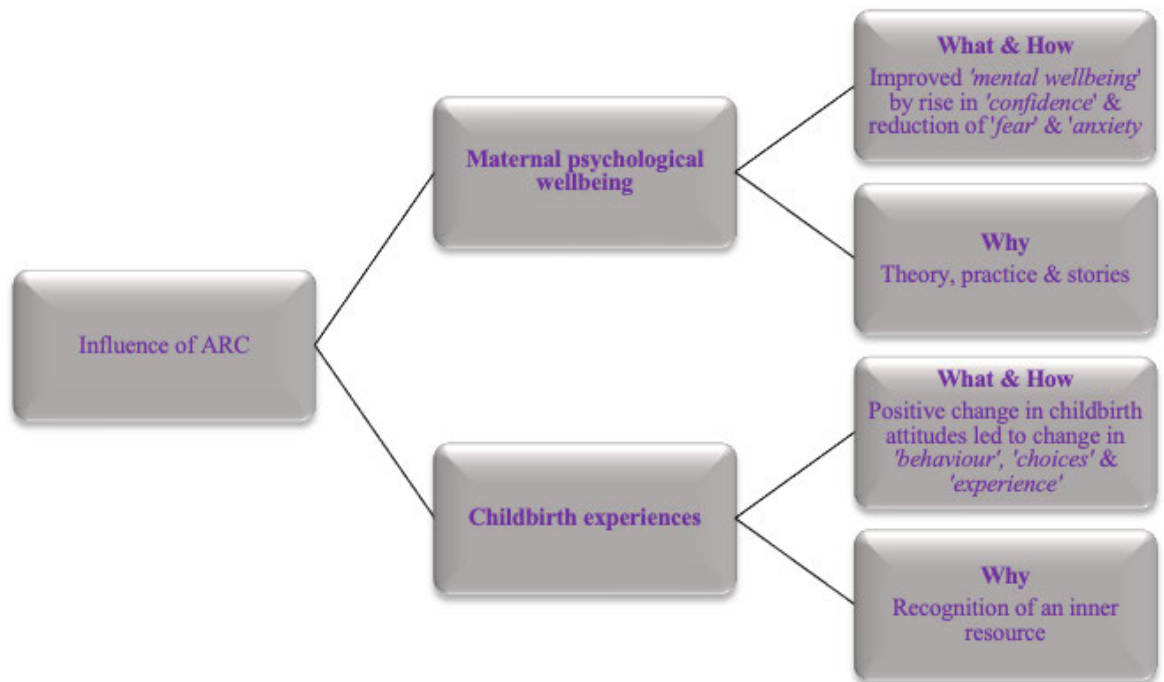 What & How
Improved 'mental wellbeing'
by rise in 'confidence' &
reduction of 'fear' & 'anxiety
Maternal psychological
wellbeing
Why
Theory, practice & stories
Influence of ARC
What & How
Positive change in childbirth
attitudes led to change in
'behaviour', 'choices' &
'experience'
Childbirth experiences
Why
Recognition of an inner
resource